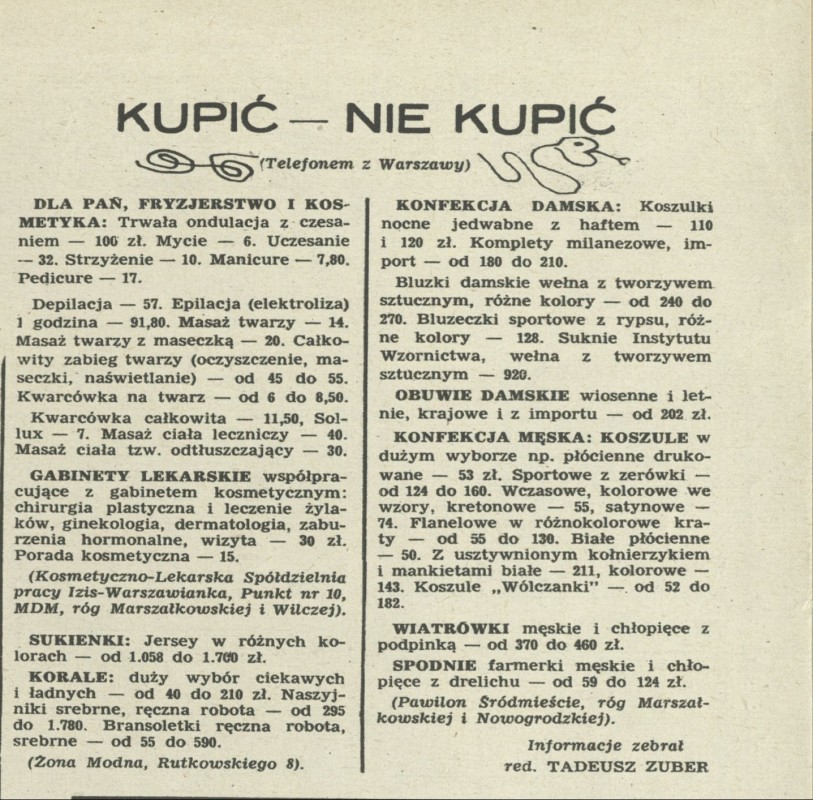 KUPIĆ — NIE KUPIĆ
(Telefonem z Warszawy)
DLA PAŃ, FRYZJERSTWO I KOS-
METYKA: Trwała ondulacja z czesa-
niem — 100 zł. Mycie — 6. Uczesanie
— 32. Strzyżenie — 10. Manicure — 7,80.
Pedicure — 17.
Depilacja — 57. Epilacja (elektroliza)
1 godzina — 91,80. Masaż twarzy — 14.
Masaż twarzy z maseczką — 20. Całko-
wity zabieg twarzy (oczyszczenie, ma-
seczki, naświetlanie) — od 45 do 55.
Kwarcówka na twarz — od 6 do 8,50.
Kwarcówka całkowita — 11,50, Sol-
lux — 7. Masaż ciała leczniczy — 40.
Masaż ciała tzw. odtłuszczający — 30.
GABINETY LEKARSKIE współpra-
cujące z gabinetem kosmetycznym:
chirurgia plastyczna i leczenie żyla-
ków, ginekologia, dermatologia, zabu-
rzenia hormonalne, wizyta — 30 zł.
Porada kosmetyczna — 15.
(Kosmetyczno-Lekarska Spółdzielnia
pracy Izis-Warszawianka, Punkt nr 10,
MDM, róg Marszałkowskiej i Wilczej).
SUKIENKI: Jersey w różnych ko-
lorach — od 1.058 do 1.700 zł.
KORALE: duży wybór ciekawych
i ładnych — od 40 do 210 zł. Naszyj-
niki srebrne, ręczna robota — od 295
do 1.780. Bransoletki ręczna robota,
srebrne — od 55 do 590.
(Żona Modna, Rutkowskiego 8).
KONFEKCJA DAMSKA: Koszulki
nocne jedwabne z haftem — 110
i 120 zł. Komplety milanezowe, im-
port — od 180 do 210.
Bluzki damskie wełna z tworzywem
sztucznym, różne kolory — od 240 do
270. Bluzeczki sportowe z rypsu, róż-
ne kolory — 128. Suknie Instytutu
Wzornictwa, wełna z tworzywem
sztucznym — 920.
OBUWIE DAMSKIE wiosenne i let-
nie, krajowe i z importu — od 202 zł.
KONFEKCJA MĘSKA: KOSZULE w
dużym wyborze np. płócienne druko-
wane — 53 zł. Sportowe z zerówki —
od 124 do 160. Wczasowe, kolorowe we
wzory, kretonowe — 55, satynowe —
74. Flanelowe w różnokolorowe kra-
ty — od 55 do 130. Białe płócienne
— 50. Z usztywnionym kołnierzykiem
i mankietami białe — 211, kolorowe —
143. Koszule „Wólczanki" — od 52 do
182.
WIATRÓWKI męskie i chłopięce z
podpinką — od 370 do 460 zł.
SPODNIE farmerki męskie i chło-
pięce z drelichu — od 59 do 124 zł.
(Pawilon Śródmieście, róg Marszał-
kowskiej i Nowogrodzkiej).
Informacje zebrał
red. TADEUSZ ZUBER